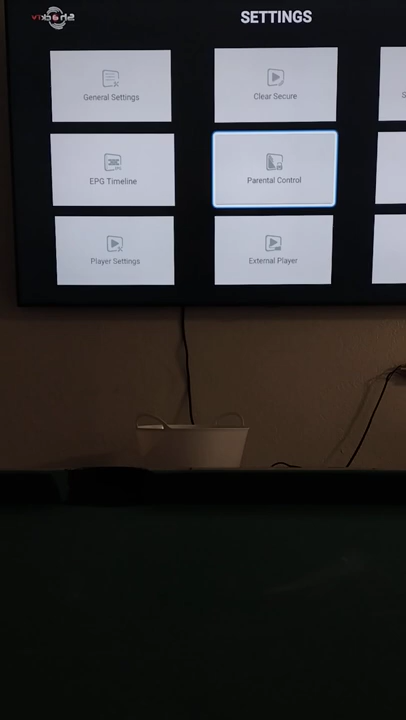 SETTINGS
General Settings
Clear Secure
EPG Timeline
Parental Control
Player Settings
External Player